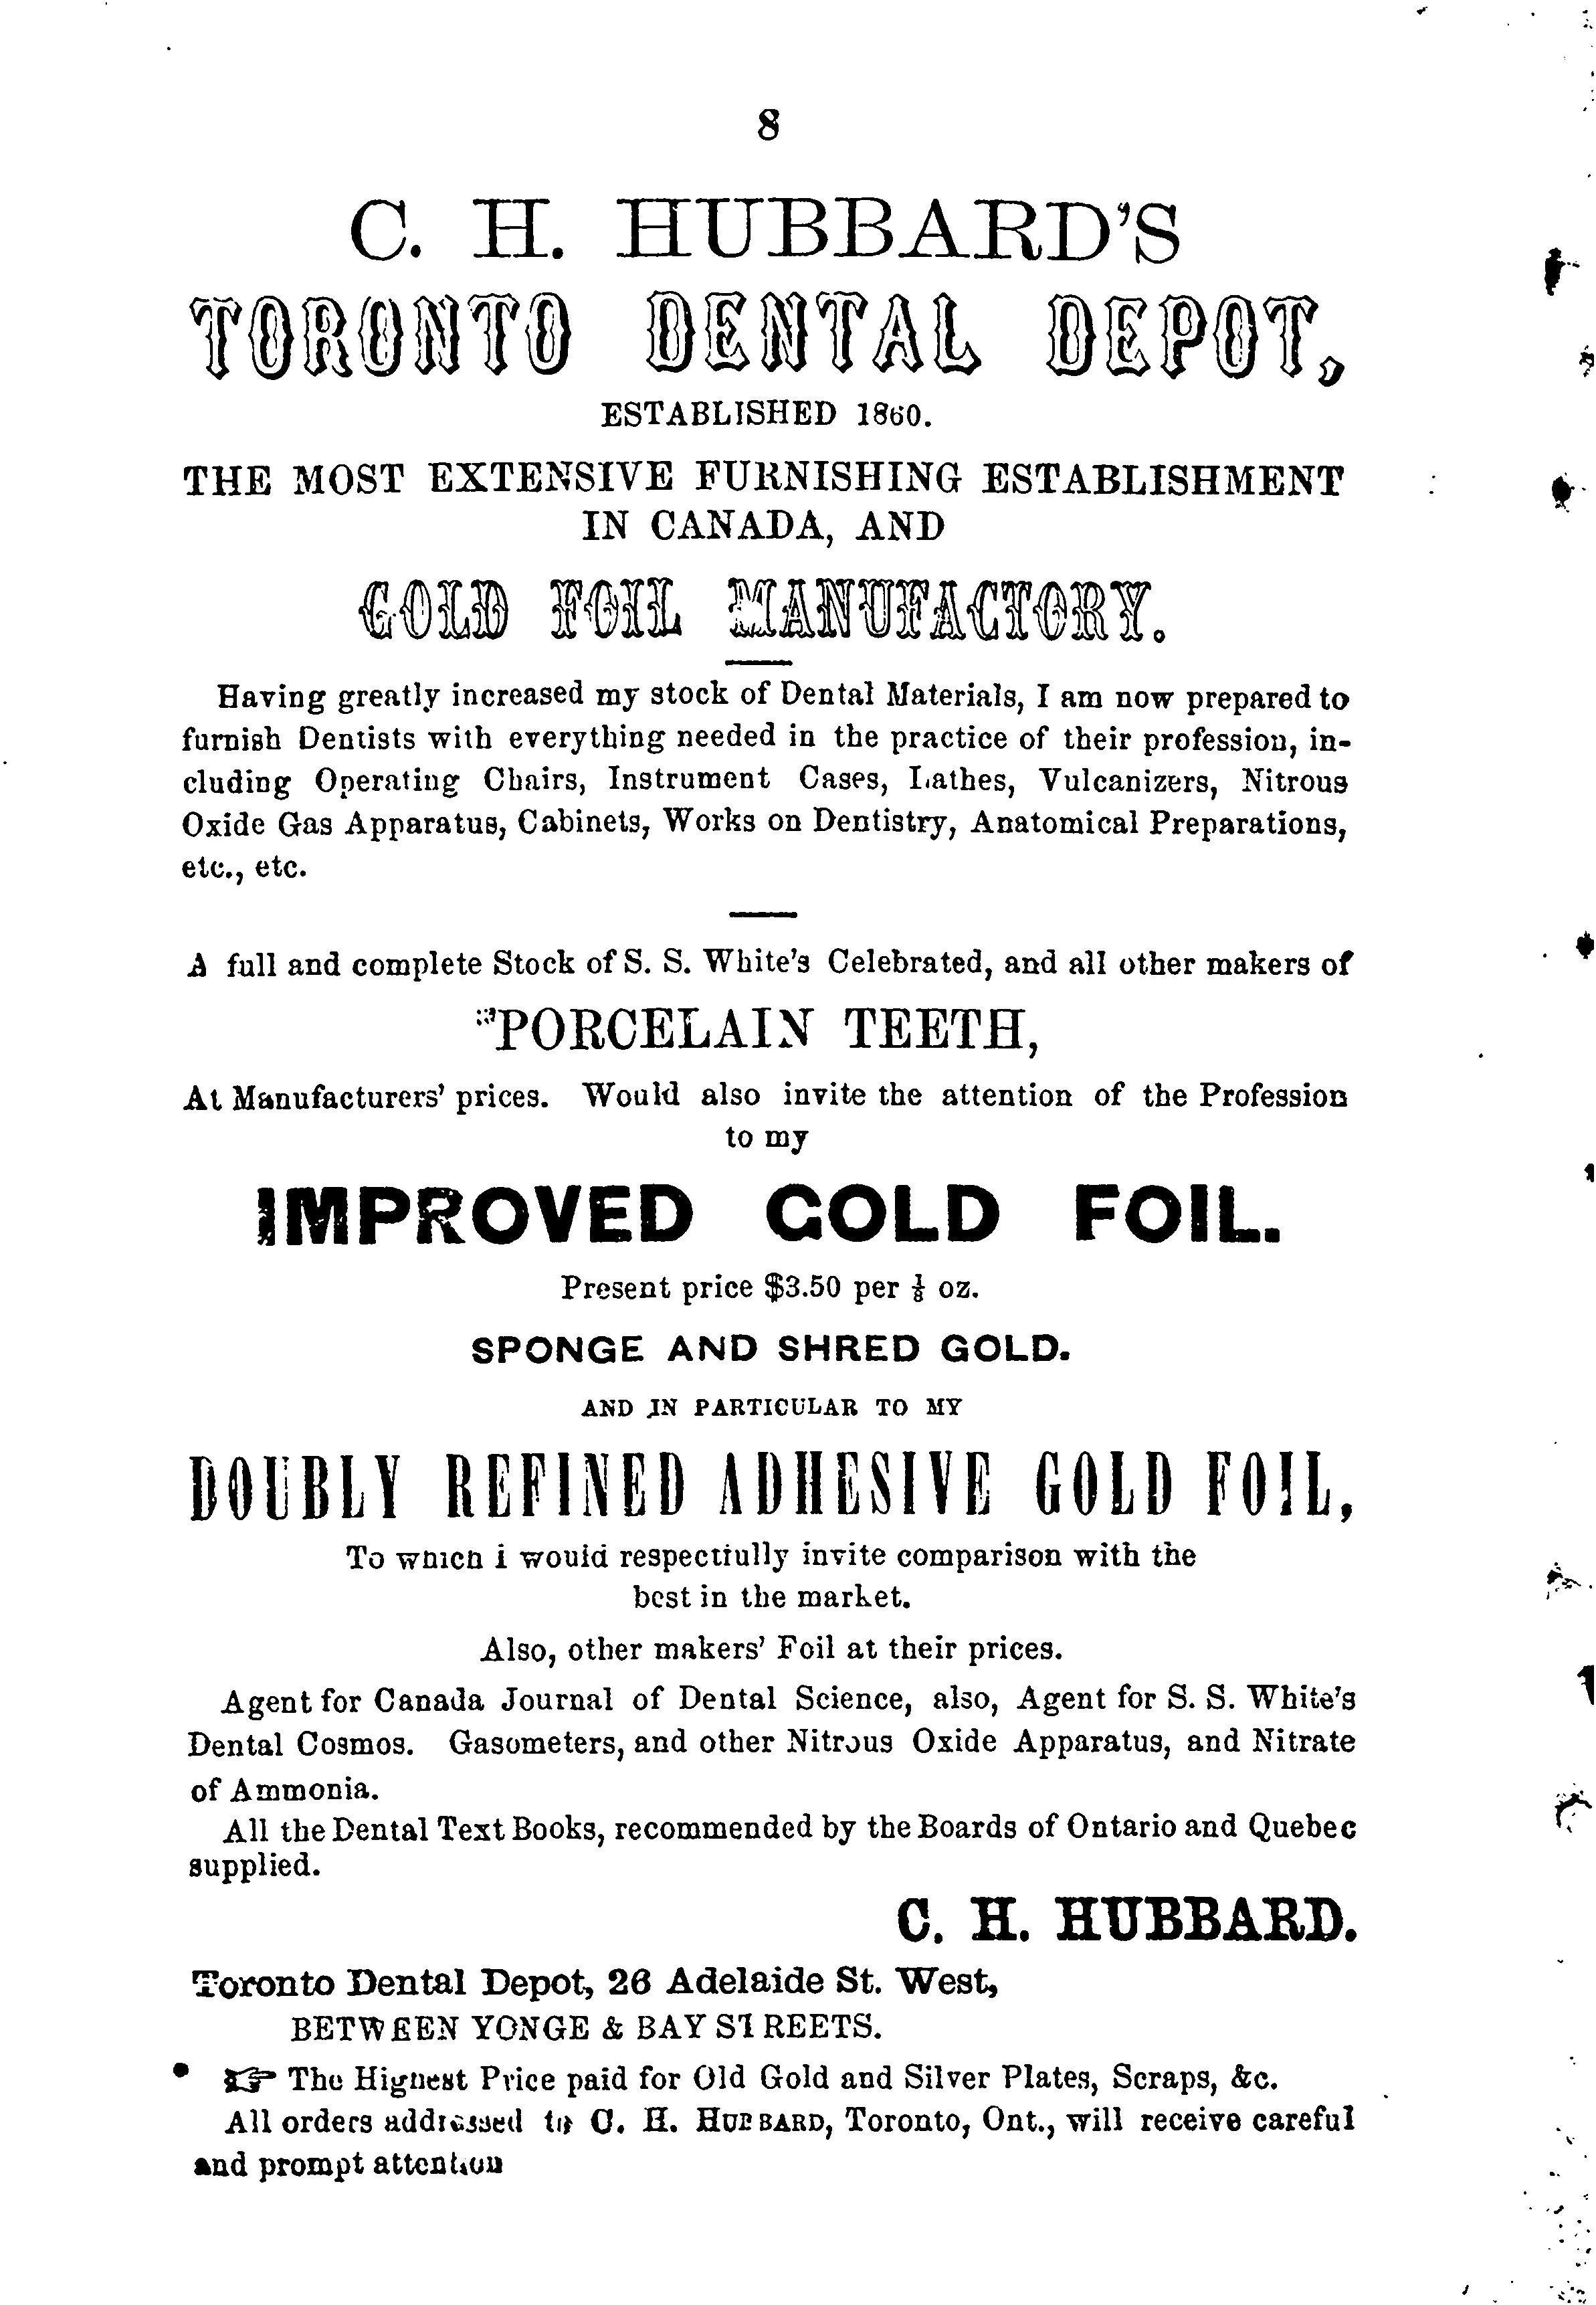 8
C. H. HUBBARD'S
TORONTO DENTAL DEPOT,
ESTABLISHED 1860.
THE MOST EXTENSIVE FURNISHING ESTABLISHMENT
IN CANADA, AND
GOLD FOIL MANUFACTORY.
Having greatly increased my stock of Dental Materials, I am now prepared to
furnish Dentists with everything needed in the practice of their profession, in-
cluding Operating Chairs, Instrument Cases, Lathes, Vulcanizers, Nitrous
Oxide Gas Apparatus, Cabinets, Works on Dentistry, Anatomical Preparations,
etc., etc.
A full and complete Stock of S. S. White's Celebrated, and all other makers of
PORCELAIN TEETH,
At Manufacturers' prices. Would also invite the attention of the Profession
to my
IMPROVED GOLD FOIL.
Present price $3.50 per ⅛ oz.
SPONGE AND SHRED GOLD.
AND IN PARTICULAR TO MY
DOUBLY REFINED ADHESIVE GOLD FOIL,
To which i would respectfully invite comparison with the
best in the market.
Also, other makers' Foil at their prices.
Agent for Canada Journal of Dental Science, also, Agent for S. S. White's
Dental Cosmos. Gasometers, and other Nitrous Oxide Apparatus, and Nitrate
of Ammonia.
All the Dental Text Books, recommended by the Boards of Ontario and Quebec
supplied.
C. H. HUBBARD.
Toronto Dental Depot, 26 Adelaide St. West,
BETWEEN YONGE & BAY STREETS.
☞ The Highest Price paid for Old Gold and Silver Plates, Scraps, &c.
All orders addressed to C. H. HUBBARD, Toronto, Ont., will receive careful
and prompt attention